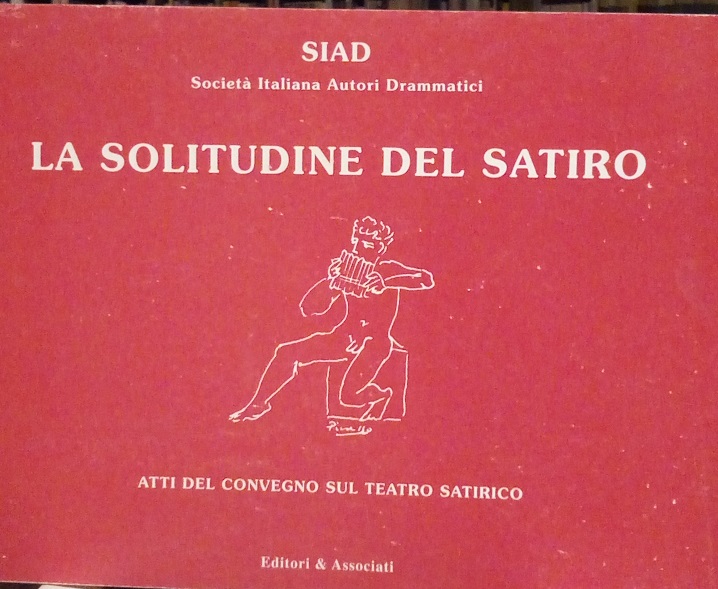 SIAD
Società Italiana Autori Drammatici
LA SOLITUDINE DEL SATIRO
Picasso
ATTI DEL CONVEGNO SUL TEATRO SATIRICO
Editori & Associati